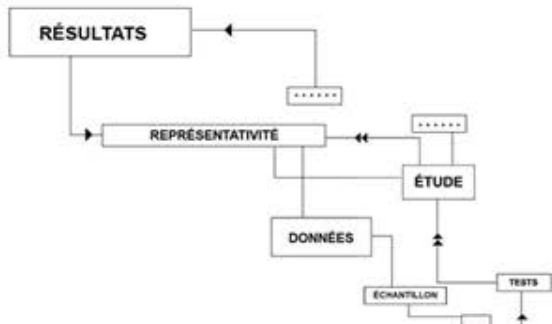 RÉSULTATS
......
......
REPRÉSENTATIVITÉ
ÉTUDE
DONNÉES
TESTS
ÉCHANTILLON